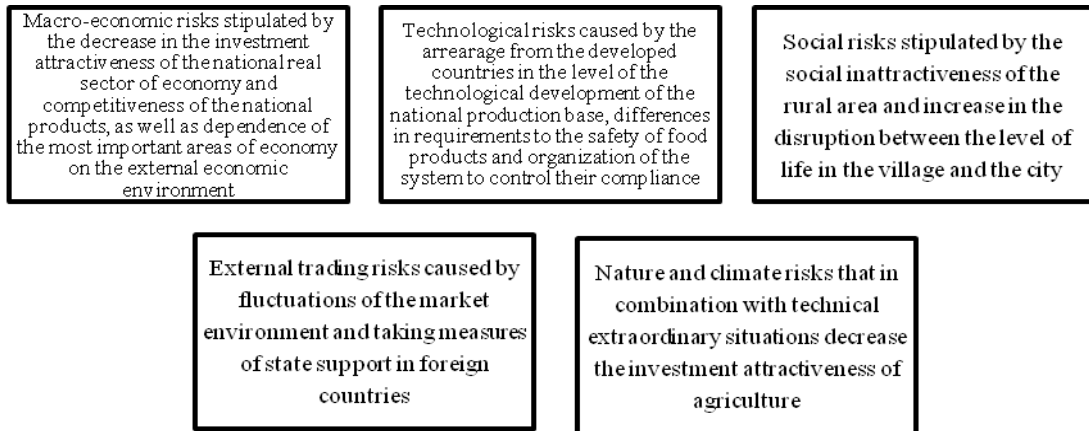 Macro-economic risks stipulated by
the decrease in the investment
attractiveness of the national real
sector of economy and
competitiveness of the national
products, as well as dependence of
the most important areas of economy
on the external economic
environment
Technological risks caused by the
arrearage from the developed
countries in the level of the
technological development of the
national production base, differences
in requirements to the safety of food
products and organization of the
system to control their compliance
Social risks stipulated by the
social inattractiveness of the
rural area and increase in the
disruption between the level of
life in the village and the city
External trading risks caused by
fluctuations of the market
environment and taking measures
of state support in foreign
countries
Nature and climate risks that in
combination with technical
extraordinary situations decrease
the investment attractiveness of
agriculture